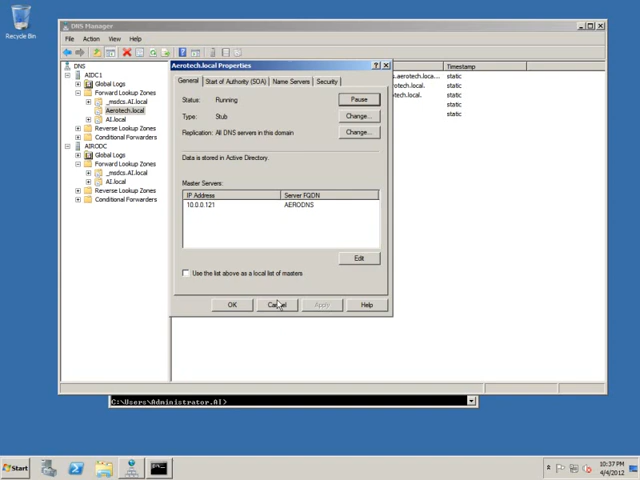 Recycle Bin
DNS Manager
File Action View Help
DNS
AIDC1
Global Logs
Forward Lookup Zones
_msdcs.AI.local
Aerotech.local
AI.local
Reverse Lookup Zones
Conditional Forwarders
AIRODC
Global Logs
Forward Lookup Zones
_msdcs.AI.local
AI.local
Reverse Lookup Zones
Conditional Forwarders
Timestamp
s.aerotech.loca... static
tech.local. static
static
static
Aerotech.local Properties
General Start of Authority (SOA) Name Servers Security
Status: Running Pause
Type: Stub Change...
Replication: All DNS servers in this domain Change...
Data is stored in Active Directory.
Master Servers:
IP Address Server FQDN
10.0.0.121 AERODNS
Edit
Use the list above as a local list of masters
OK Cancel Apply Help
C:\Users\Administrator.AI>
Start
10:37 PM
4/4/2012